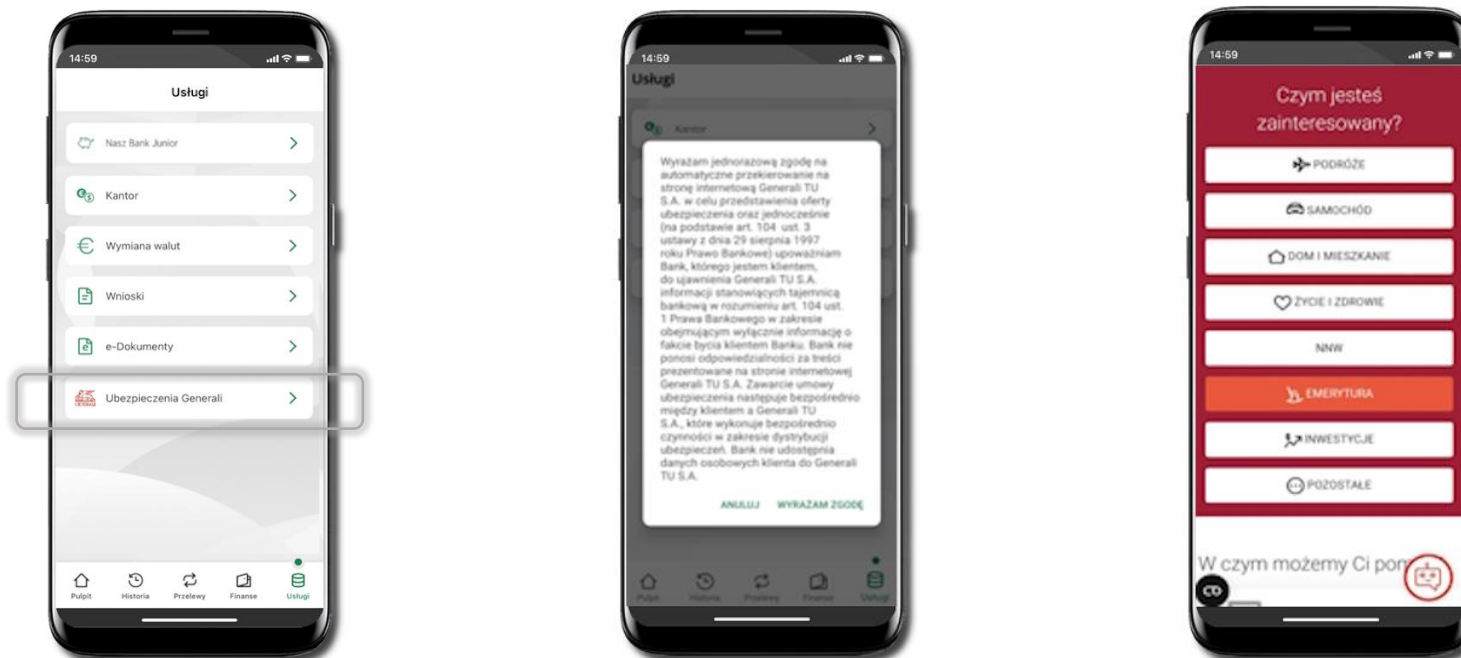 14:59
Usługi
Nasz Bank Junior
Kantor
Wymiana walut
Wnioski
e-Dokumenty
Ubezpieczenia Generali
Pulpit
Historia
Przelewy
Finanse
Usługi
14:59
Usługi
Kantor
Wyrażam jednorazową zgodę na
automatyczne przekierowanie na
stronę internetową Generali TU
S.A. w celu przedstawienia oferty
ubezpieczenia oraz jednocześnie
(na podstawie art. 104 ust. 3
ustawy z dnia 29 sierpnia 1997
roku Prawo Bankowe) upoważniam
Bank, którego jestem klientem,
do ujawnienia Generali TU S.A.
informacji stanowiących tajemnicą
bankową w rozumieniu art. 104 ust.
1 Prawa Bankowego w zakresie
obejmującym wyłącznie informację o
fakcie bycia klientem Banku. Bank nie
ponosi odpowiedzialności za treści
prezentowane na stronie internetowej
Generali TU S.A. Zawarcie umowy
ubezpieczenia następuje bezpośrednio
między klientem a Generali TU
S.A., które wykonuje bezpośrednio
czynności w zakresie dystrybucji
ubezpieczeń. Bank nie udostępnia
danych osobowych klienta do Generali
TU S.A.
ANULUJ WYRAŻAM ZGODĘ
Pulpit
Historia
Przelewy
Finanse
Usługi
14:59
Czym jesteś
zainteresowany?
PODRÓŻE
SAMOCHÓD
DOM I MIESZKANIE
ŻYCIE I ZDROWIE
NNW
EMERYTURA
INWESTYCJE
POZOSTAŁE
W czym możemy Ci pom